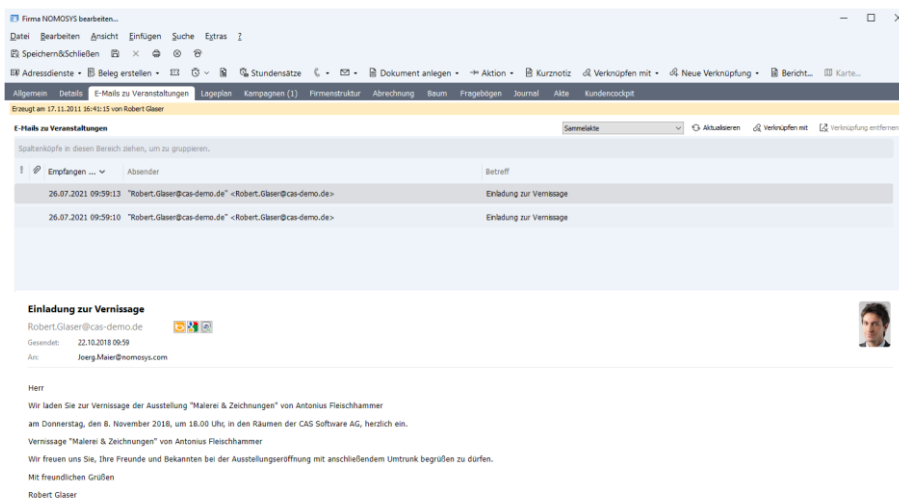 Firma NOMOSYS bearbeiten...
Datei Bearbeiten Ansicht Einfügen Suche Extras ?
Speichern&Schließen
Adressdienste Beleg erstellen Stundensätze Dokument anlegen Aktion Kurznotiz Verknüpfen mit Neue Verknüpfung Bericht... Karte...
Allgemein Details E-Mails zu Veranstaltungen Lageplan Kampagnen (1) Firmenstruktur Abrechnung Baum Fragebögen Journal Akte Kundencockpit
Erzeugt am 17.11.2011 16:41:15 von Robert Glaser
E-Mails zu Veranstaltungen Sammelakte Aktualisieren Verknüpfen mit Verknüpfung entfernen
Spaltenköpfe in diesen Bereich ziehen, um zu gruppieren.
! Empfangen ... Absender Betreff
26.07.2021 09:59:13 "Robert.Glaser@cas-demo.de" <Robert.Glaser@cas-demo.de> Einladung zur Vernissage
26.07.2021 09:59:10 "Robert.Glaser@cas-demo.de" <Robert.Glaser@cas-demo.de> Einladung zur Vernissage
Einladung zur Vernissage
Robert.Glaser@cas-demo.de
Gesendet: 22.10.2018 09:59
An: Joerg.Maier@nomosys.com
Herr
Wir laden Sie zur Vernissage der Ausstellung "Malerei & Zeichnungen" von Antonius Fleischhammer
am Donnerstag, den 8. November 2018, um 18.00 Uhr, in den Räumen der CAS Software AG, herzlich ein.
Vernissage "Malerei & Zeichnungen" von Antonius Fleischhammer
Wir freuen uns Sie, Ihre Freunde und Bekannten bei der Ausstellungseröffnung mit anschließendem Umtrunk begrüßen zu dürfen.
Mit freundlichen Grüßen
Robert Glaser